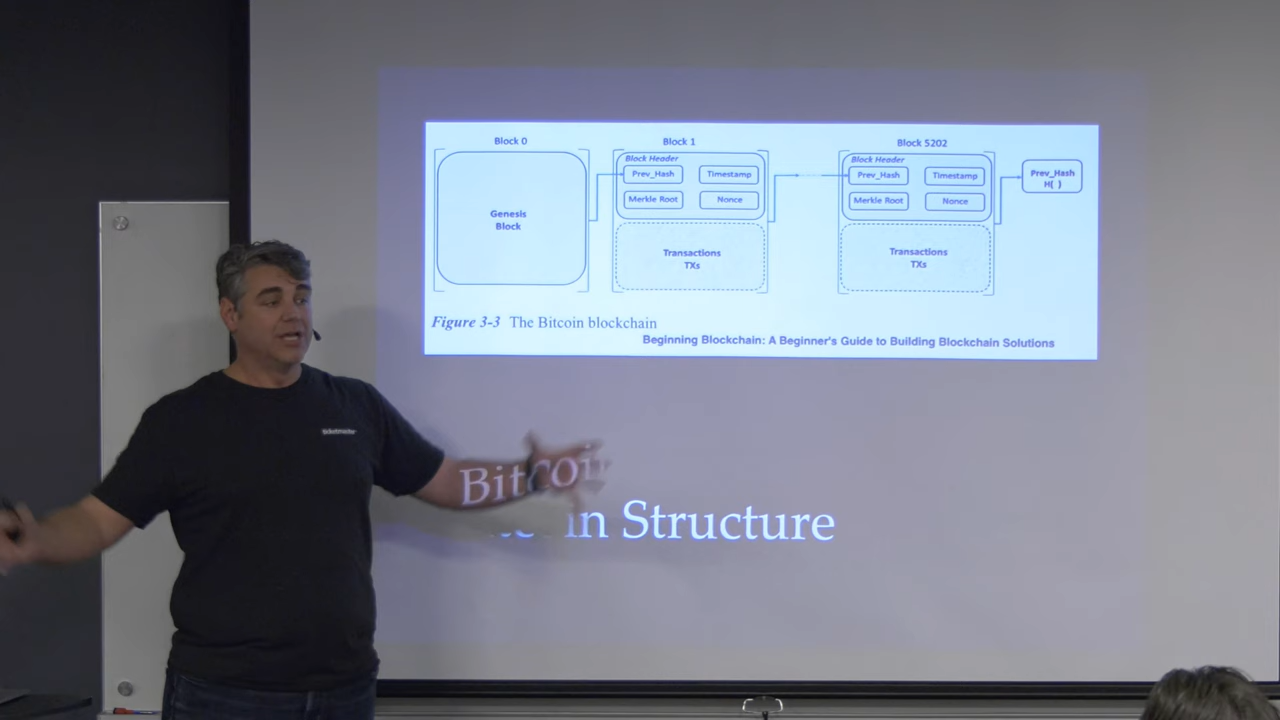 Block 0
Block 1
Block 5202
Block Header
Block Header
Prev_Hash
Timestamp
Prev_Hash
Timestamp
Prev_Hash
H( )
Merkle Root
Nonce
Merkle Root
Nonce
Genesis
Block
Transactions
TXs
Transactions
TXs
Figure 3-3 The Bitcoin blockchain
Beginning Blockchain: A Beginner's Guide to Building Blockchain Solutions
ticketmaster
Bitcoin
Structure